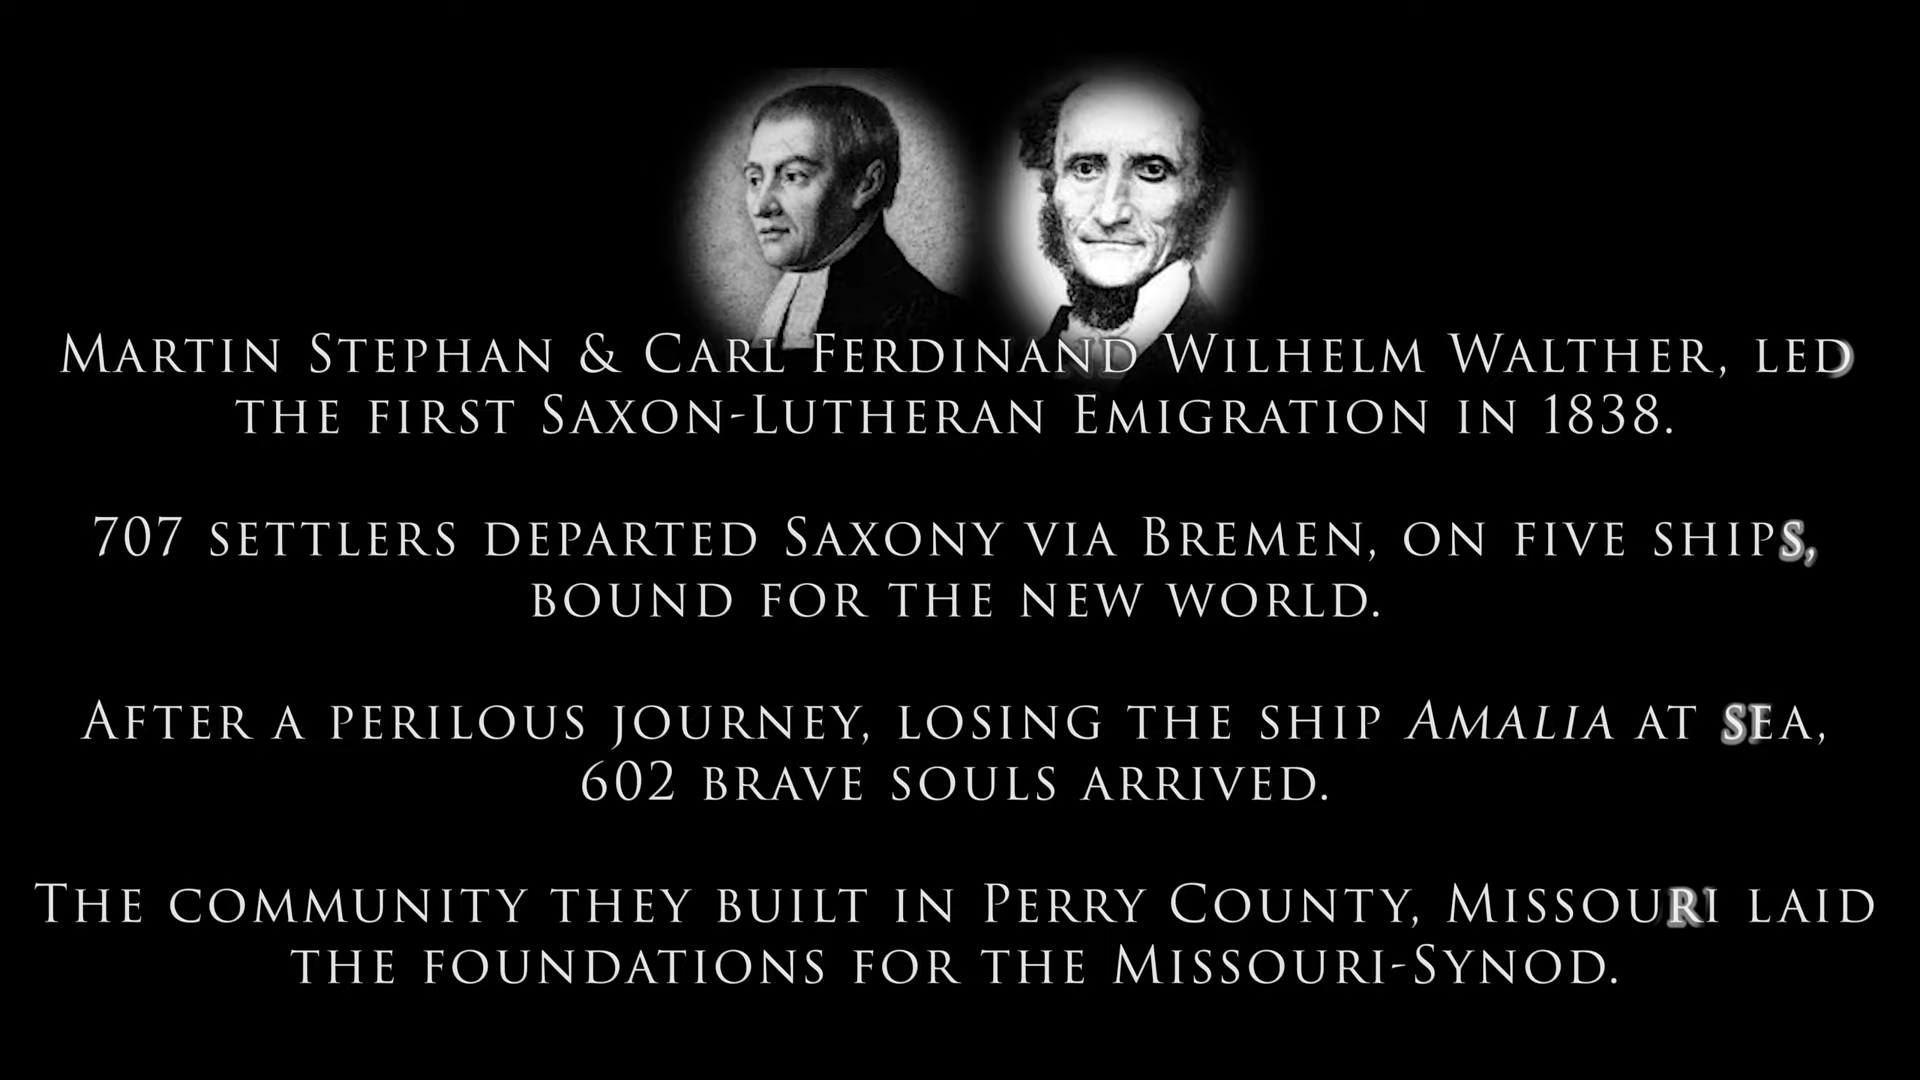 Martin Stephan & Carl Ferdinand Wilhelm Walther, led
the first Saxon-Lutheran Emigration in 1838.
707 settlers departed Saxony via Bremen, on five ships,
bound for the new world.
After a perilous journey, losing the ship Amalia at sea,
602 brave souls arrived.
The community they built in Perry County, Missouri laid
the foundations for the Missouri-Synod.